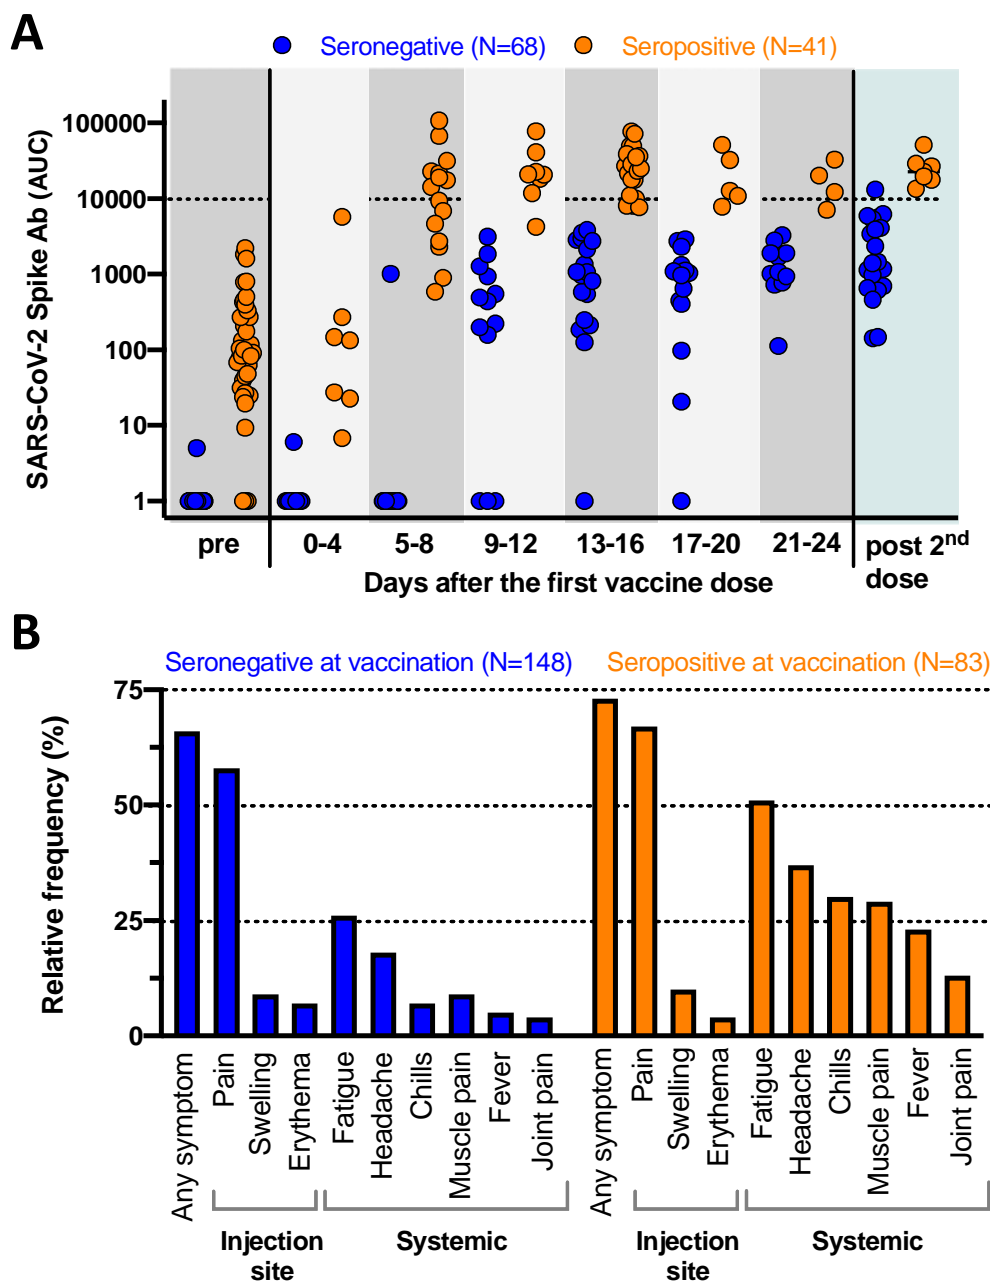 A
Seronegative (N=68) Seropositive (N=41)
SARS-CoV-2 Spike Ab (AUC)
100000
10000
1000
100
10
1
pre 0-4 5-8 9-12 13-16 17-20 21-24 post 2nd dose
Days after the first vaccine dose
B
Seronegative at vaccination (N=148) Seropositive at vaccination (N=83)
Relative frequency (%)
75
50
25
0
Any symptom
Pain
Swelling
Erythema
Fatigue
Headache
Chills
Muscle pain
Fever
Joint pain
Any symptom
Pain
Swelling
Erythema
Fatigue
Headache
Chills
Muscle pain
Fever
Joint pain
Injection site
Systemic
Injection site
Systemic